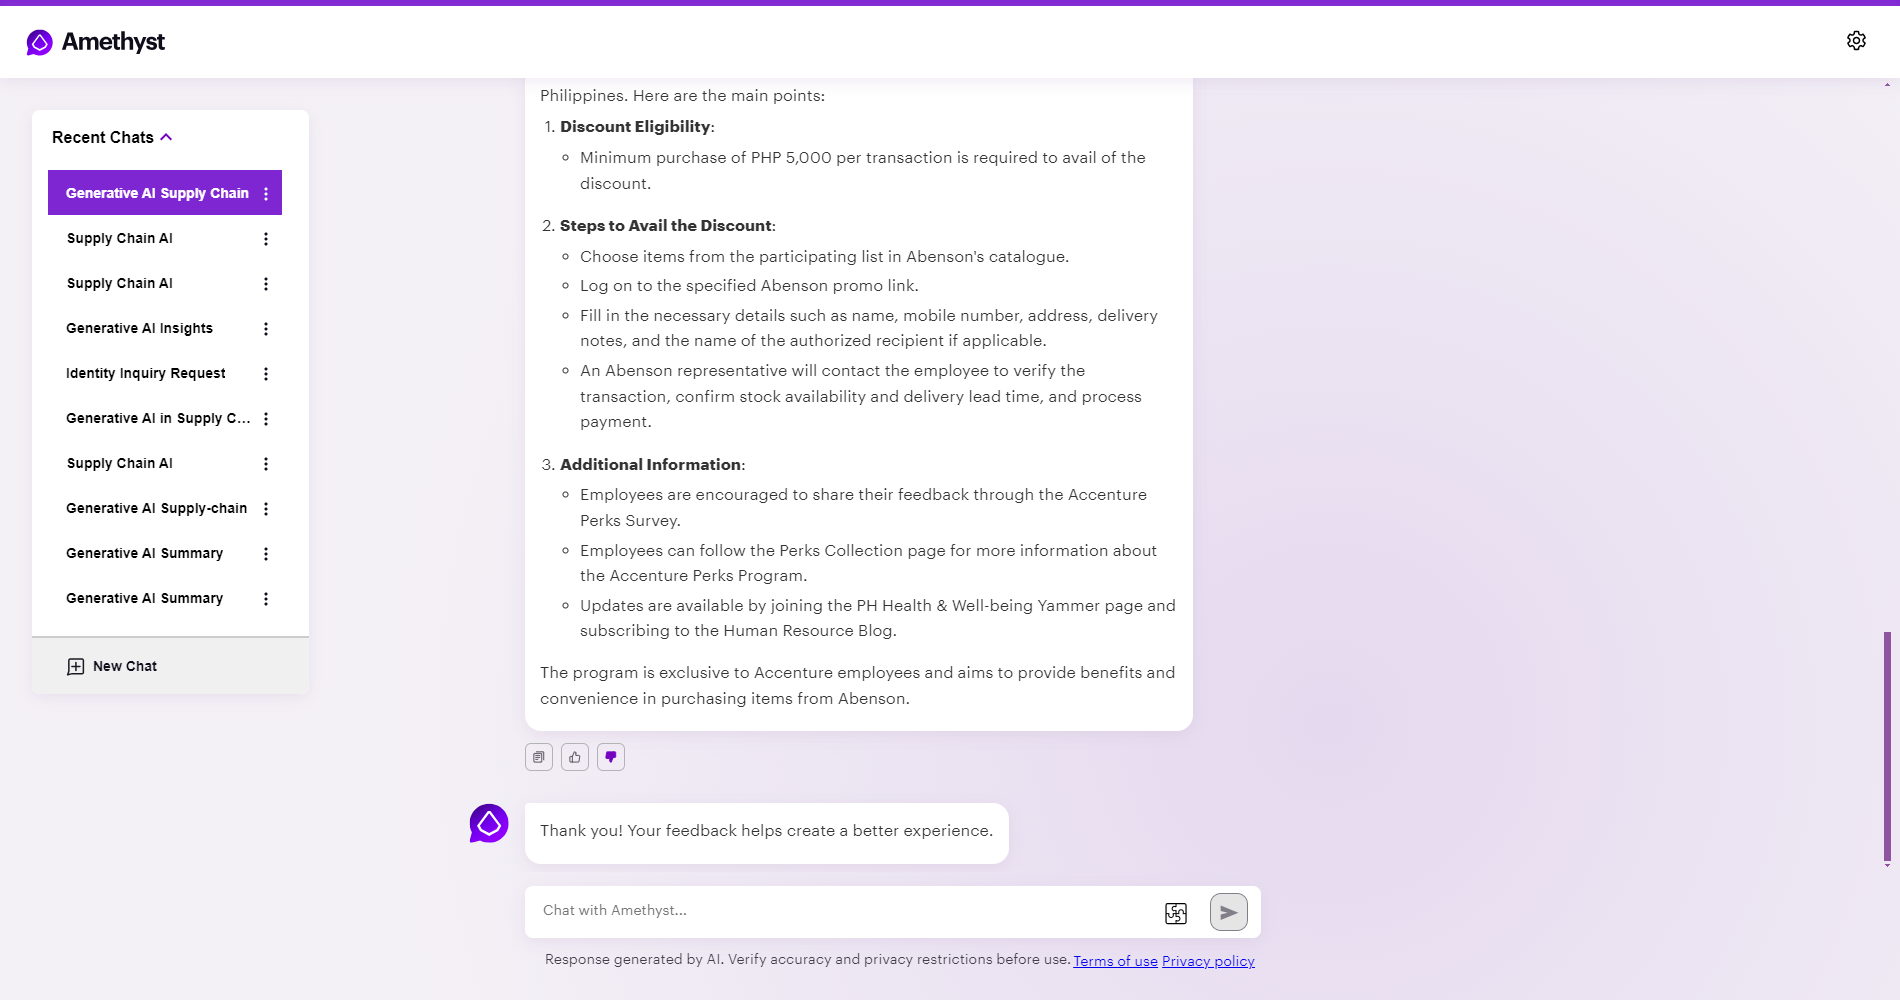 Amethyst
Recent Chats
Generative AI Supply Chain
Supply Chain AI
Supply Chain AI
Generative AI Insights
Identity Inquiry Request
Generative AI in Supply C...
Supply Chain AI
Generative AI Supply-chain
Generative AI Summary
Generative AI Summary
New Chat
Philippines. Here are the main points:
1. Discount Eligibility:
Minimum purchase of PHP 5,000 per transaction is required to avail of the
discount.
2. Steps to Avail the Discount:
Choose items from the participating list in Abenson's catalogue.
Log on to the specified Abenson promo link.
Fill in the necessary details such as name, mobile number, address, delivery
notes, and the name of the authorized recipient if applicable.
An Abenson representative will contact the employee to verify the
transaction, confirm stock availability and delivery lead time, and process
payment.
3. Additional Information:
Employees are encouraged to share their feedback through the Accenture
Perks Survey.
Employees can follow the Perks Collection page for more information about
the Accenture Perks Program.
Updates are available by joining the PH Health & Well-being Yammer page and
subscribing to the Human Resource Blog.
The program is exclusive to Accenture employees and aims to provide benefits and
convenience in purchasing items from Abenson.
Thank you! Your feedback helps create a better experience.
Chat with Amethyst...
Response generated by AI. Verify accuracy and privacy restrictions before use. Terms of use Privacy policy